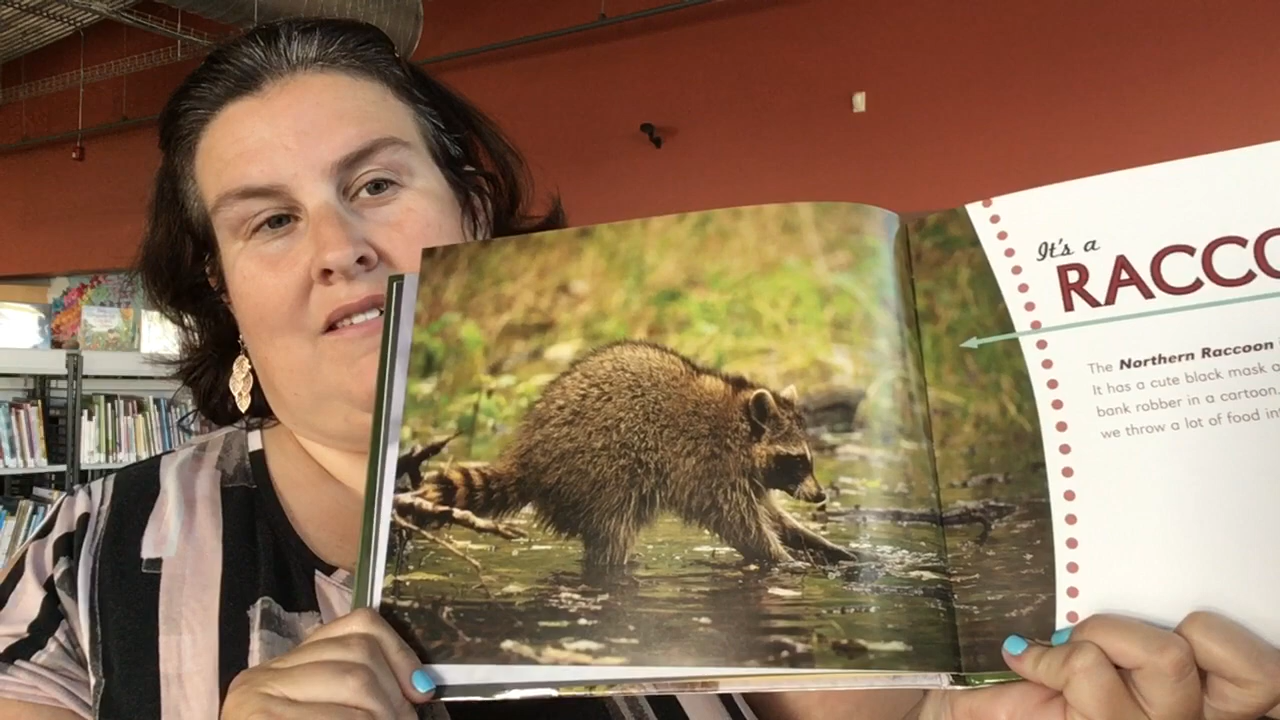 It's a
RACCO
The Northern Raccoon
It has a cute black mask
bank robber in a cartoon.
we throw a lot of food in